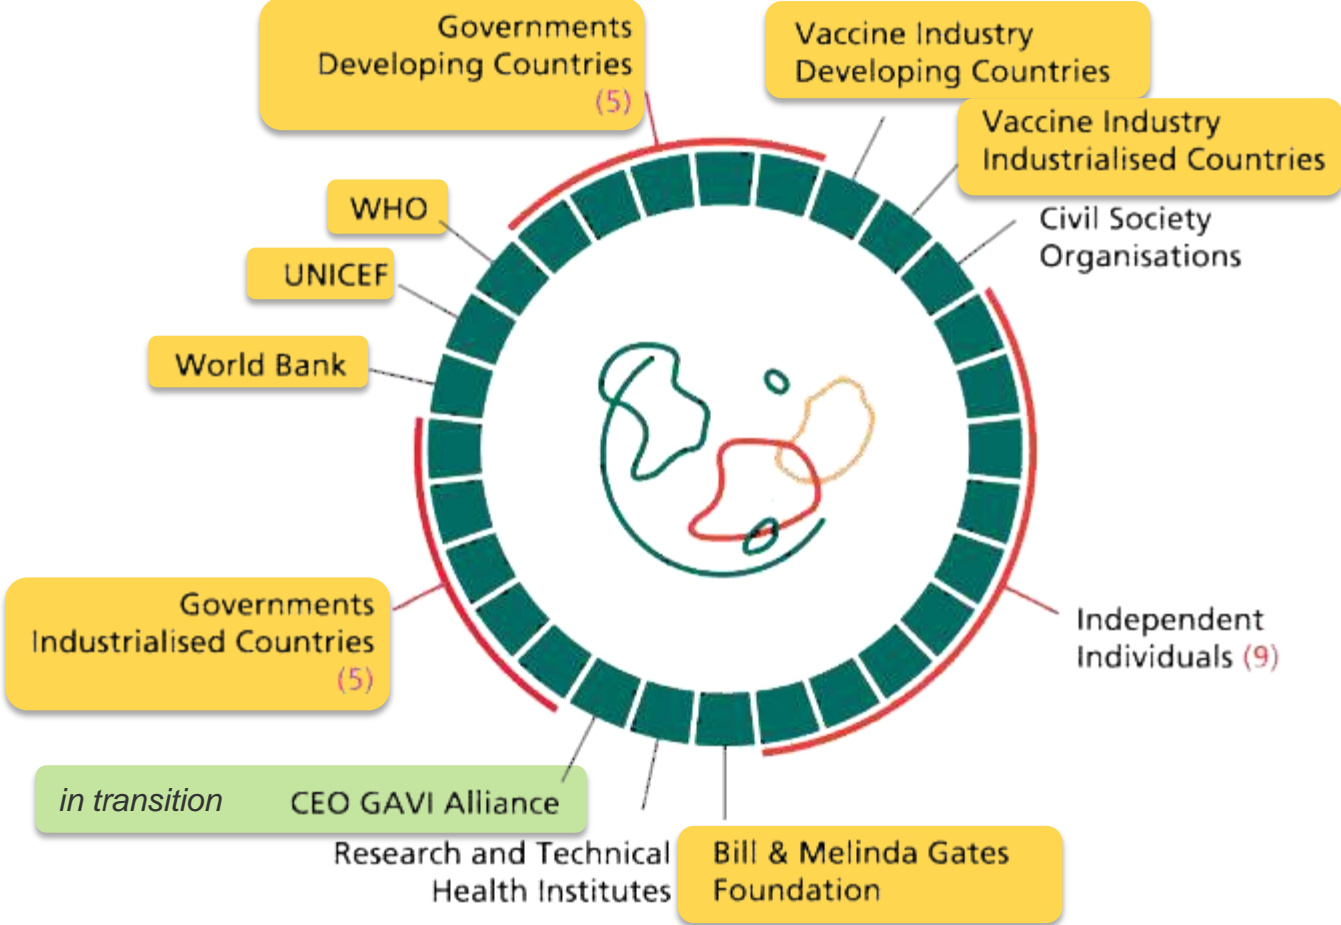 Governments
Developing Countries
(5)
Vaccine Industry
Developing Countries
Vaccine Industry
Industrialised Countries
Civil Society
Organisations
WHO
UNICEF
World Bank
Governments
Industrialised Countries
(5)
Independent
Individuals (9)
in transition CEO GAVI Alliance
Research and Technical
Health Institutes
Bill & Melinda Gates
Foundation